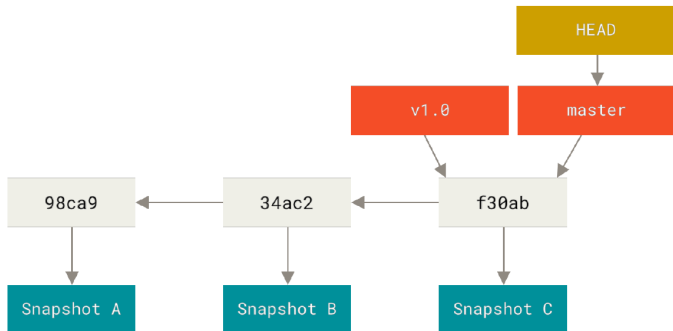 HEAD
v1.0
master
98ca9
34ac2
f30ab
Snapshot A
Snapshot B
Snapshot C